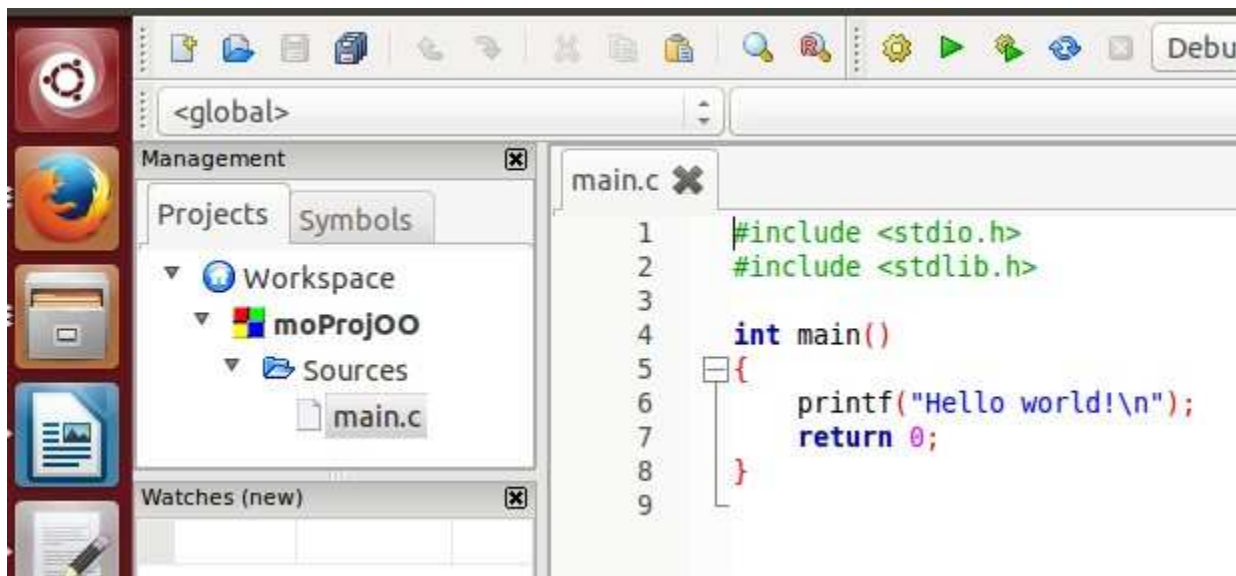 Debu
<global>
Management
Projects Symbols
Workspace
moProjOO
Sources
main.c
Watches (new)
main.c
1 #include <stdio.h>
2 #include <stdlib.h>
3
4 int main()
5 {
6 printf("Hello world!\n");
7 return 0;
8 }
9